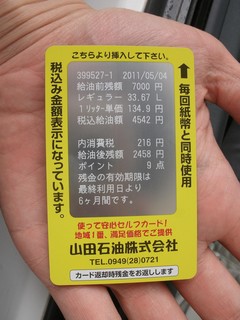 こちらより挿入して下さい。
税込み金額表示になっています。
毎回紙幣と同時使用
399527-1 2011/05/04
給油前残額 7000 円
レギュラー 33.67 L
1リッター単価 134.9 円
税込給油額 4542 円
内消費税 216 円
給油後残額 2458 円
ポイント 9 点
残金の有効期限は
最終利用日より
6ヶ月間です。
使って安心セルフカード!
地域1番、満足価格でご提供
山田石油株式会社
TEL.0949(28)0721
カード返却時残金をお返しします